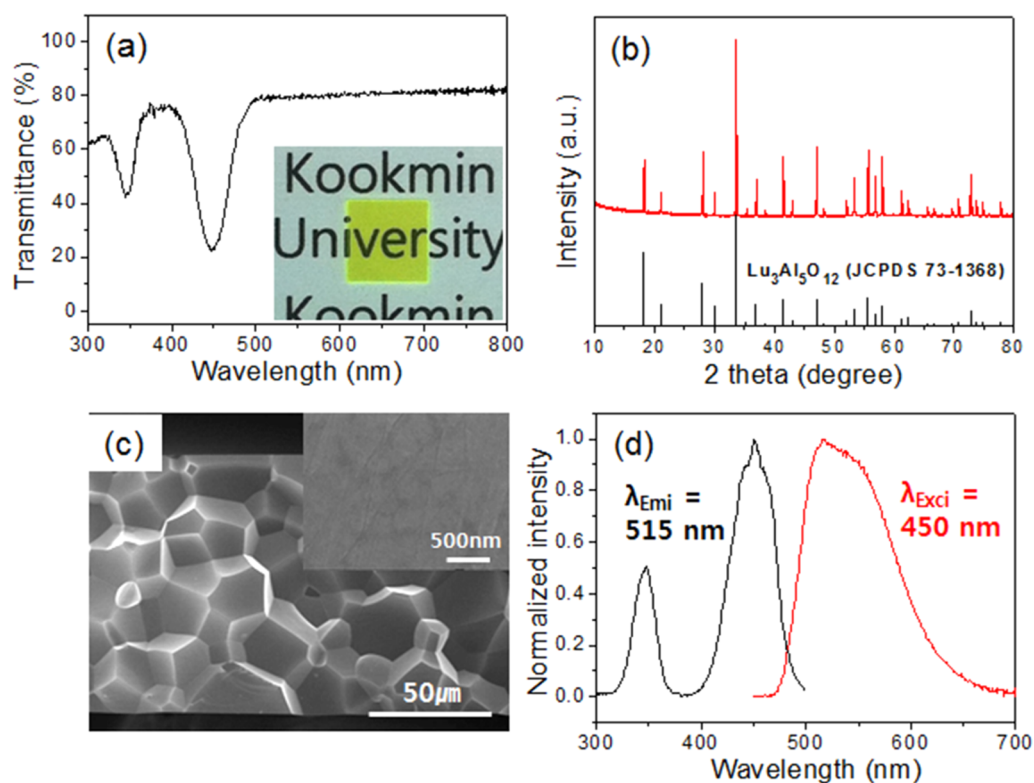 (a)
Transmittance (%)
100
80
60
40
20
0
300 400 500 600 700 800
Wavelength (nm)
Kookmin
University
Kookmin
(b)
Intensity (a.u.)
Lu₃Al₅O₁₂ (JCPDS 73-1368)
10 20 30 40 50 60 70 80
2 theta (degree)
(c)
500nm
50μm
(d)
Normalized intensity
1.0
0.8
0.6
0.4
0.2
0.0
λEmi =
515 nm
λExci =
450 nm
300 400 500 600 700
Wavelength (nm)